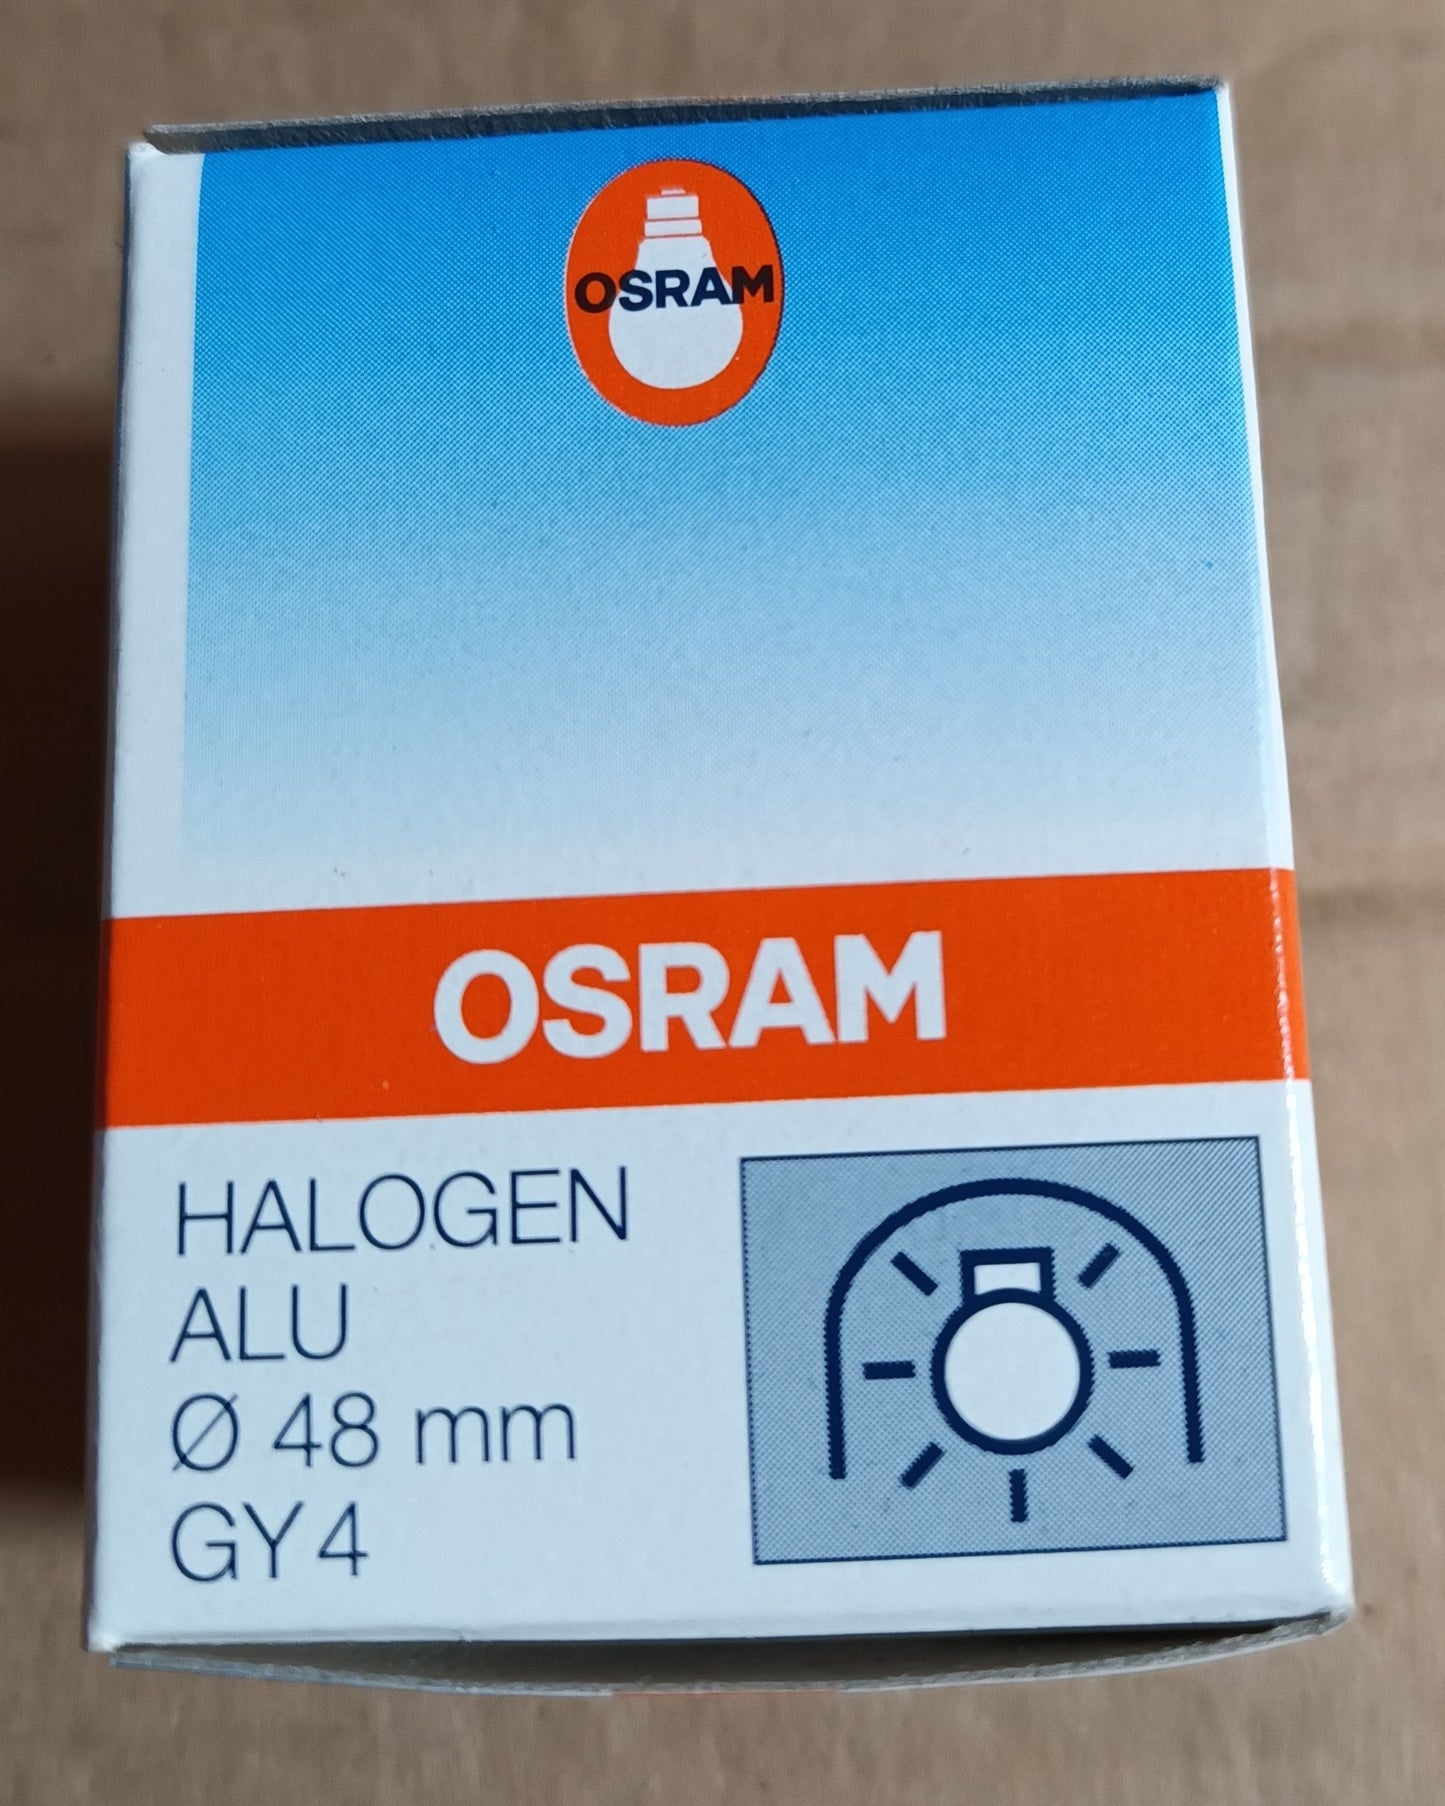 OSRAM
OSRAM
HALOGEN
ALU
Ø 48 mm
GY4